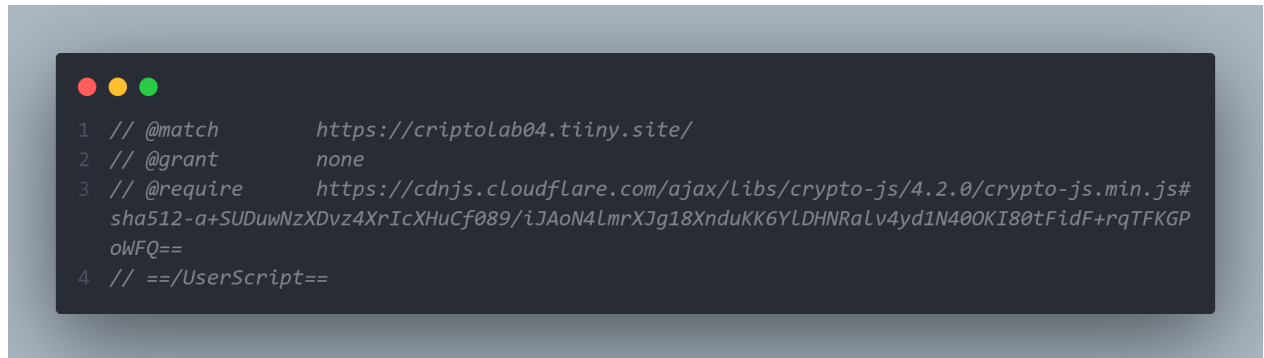 1 // @match        https://criptolab04.tiiny.site/
2 // @grant        none
3 // @require      https://cdnjs.cloudflare.com/ajax/libs/crypto-js/4.2.0/crypto-js.min.js#
sha512-a+SUDuwNzXDvz4XrIcXHuCf089/iJAoN4lmrXJg18XnduKK6YlDHNRalv4yd1N40OKI80tFidF+rqTFKGP
oWFQ==
4 // ==/UserScript==